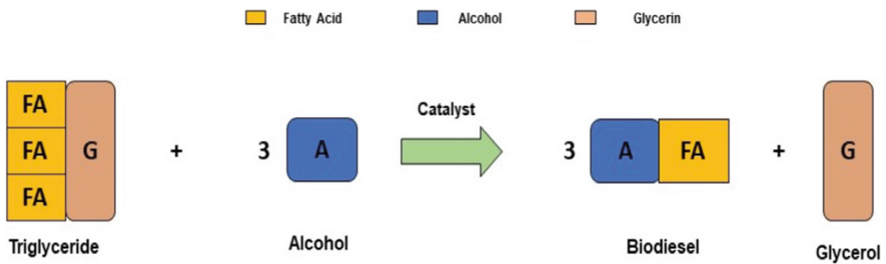 Fatty Acid Alcohol Glycerin
Catalyst
FA
FA G + 3 A 3 A FA + G
FA
Triglyceride Alcohol Biodiesel Glycerol